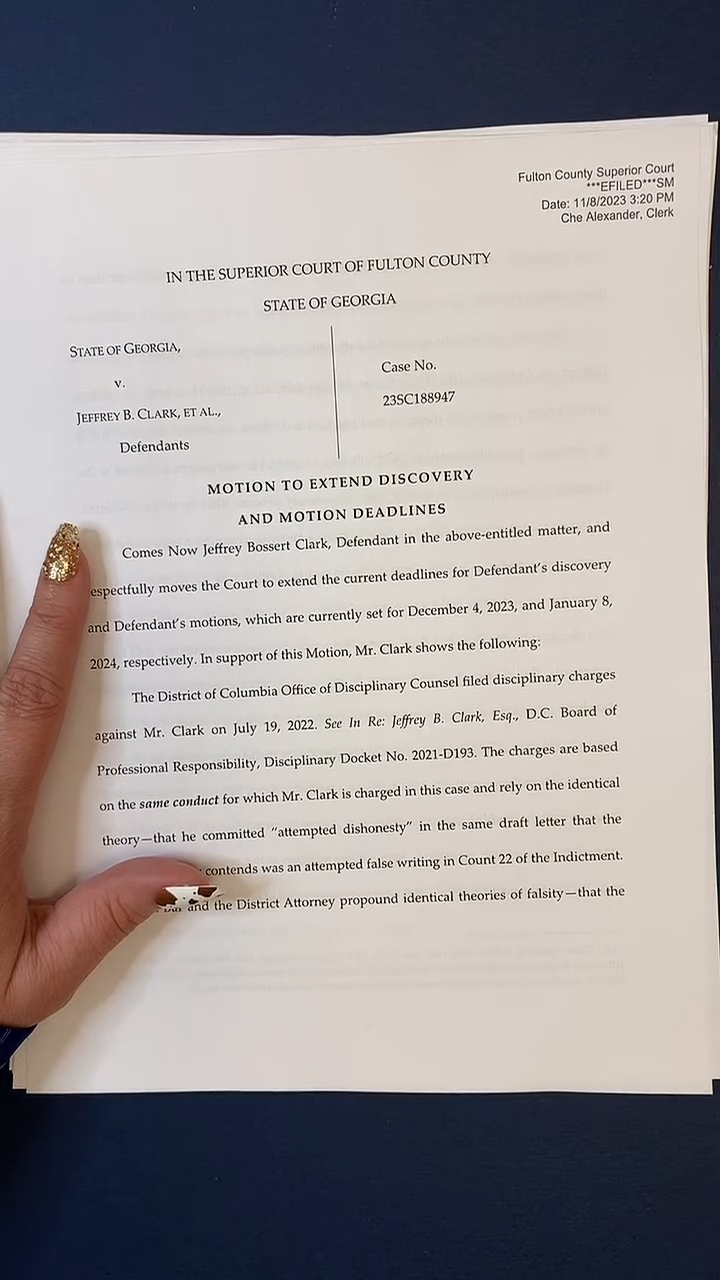 Fulton County Superior Court
***EFILED***SM
Date: 11/8/2023 3:20 PM
Che Alexander, Clerk
IN THE SUPERIOR COURT OF FULTON COUNTY
STATE OF GEORGIA
STATE OF GEORGIA,
v.
JEFFREY B. CLARK, ET AL.,
Defendants
Case No.
23SC188947
MOTION TO EXTEND DISCOVERY
AND MOTION DEADLINES
Comes Now Jeffrey Bossert Clark, Defendant in the above-entitled matter, and
espectfully moves the Court to extend the current deadlines for Defendant's discovery
and Defendant's motions, which are currently set for December 4, 2023, and January 8,
2024, respectively. In support of this Motion, Mr. Clark shows the following:
The District of Columbia Office of Disciplinary Counsel filed disciplinary charges
against Mr. Clark on July 19, 2022. See In Re: Jeffrey B. Clark, Esq., D.C. Board of
Professional Responsibility, Disciplinary Docket No. 2021-D193. The charges are based
on the same conduct for which Mr. Clark is charged in this case and rely on the identical
theory—that he committed "attempted dishonesty" in the same draft letter that the
contends was an attempted false writing in Count 22 of the Indictment.
and the District Attorney propound identical theories of falsity—that the